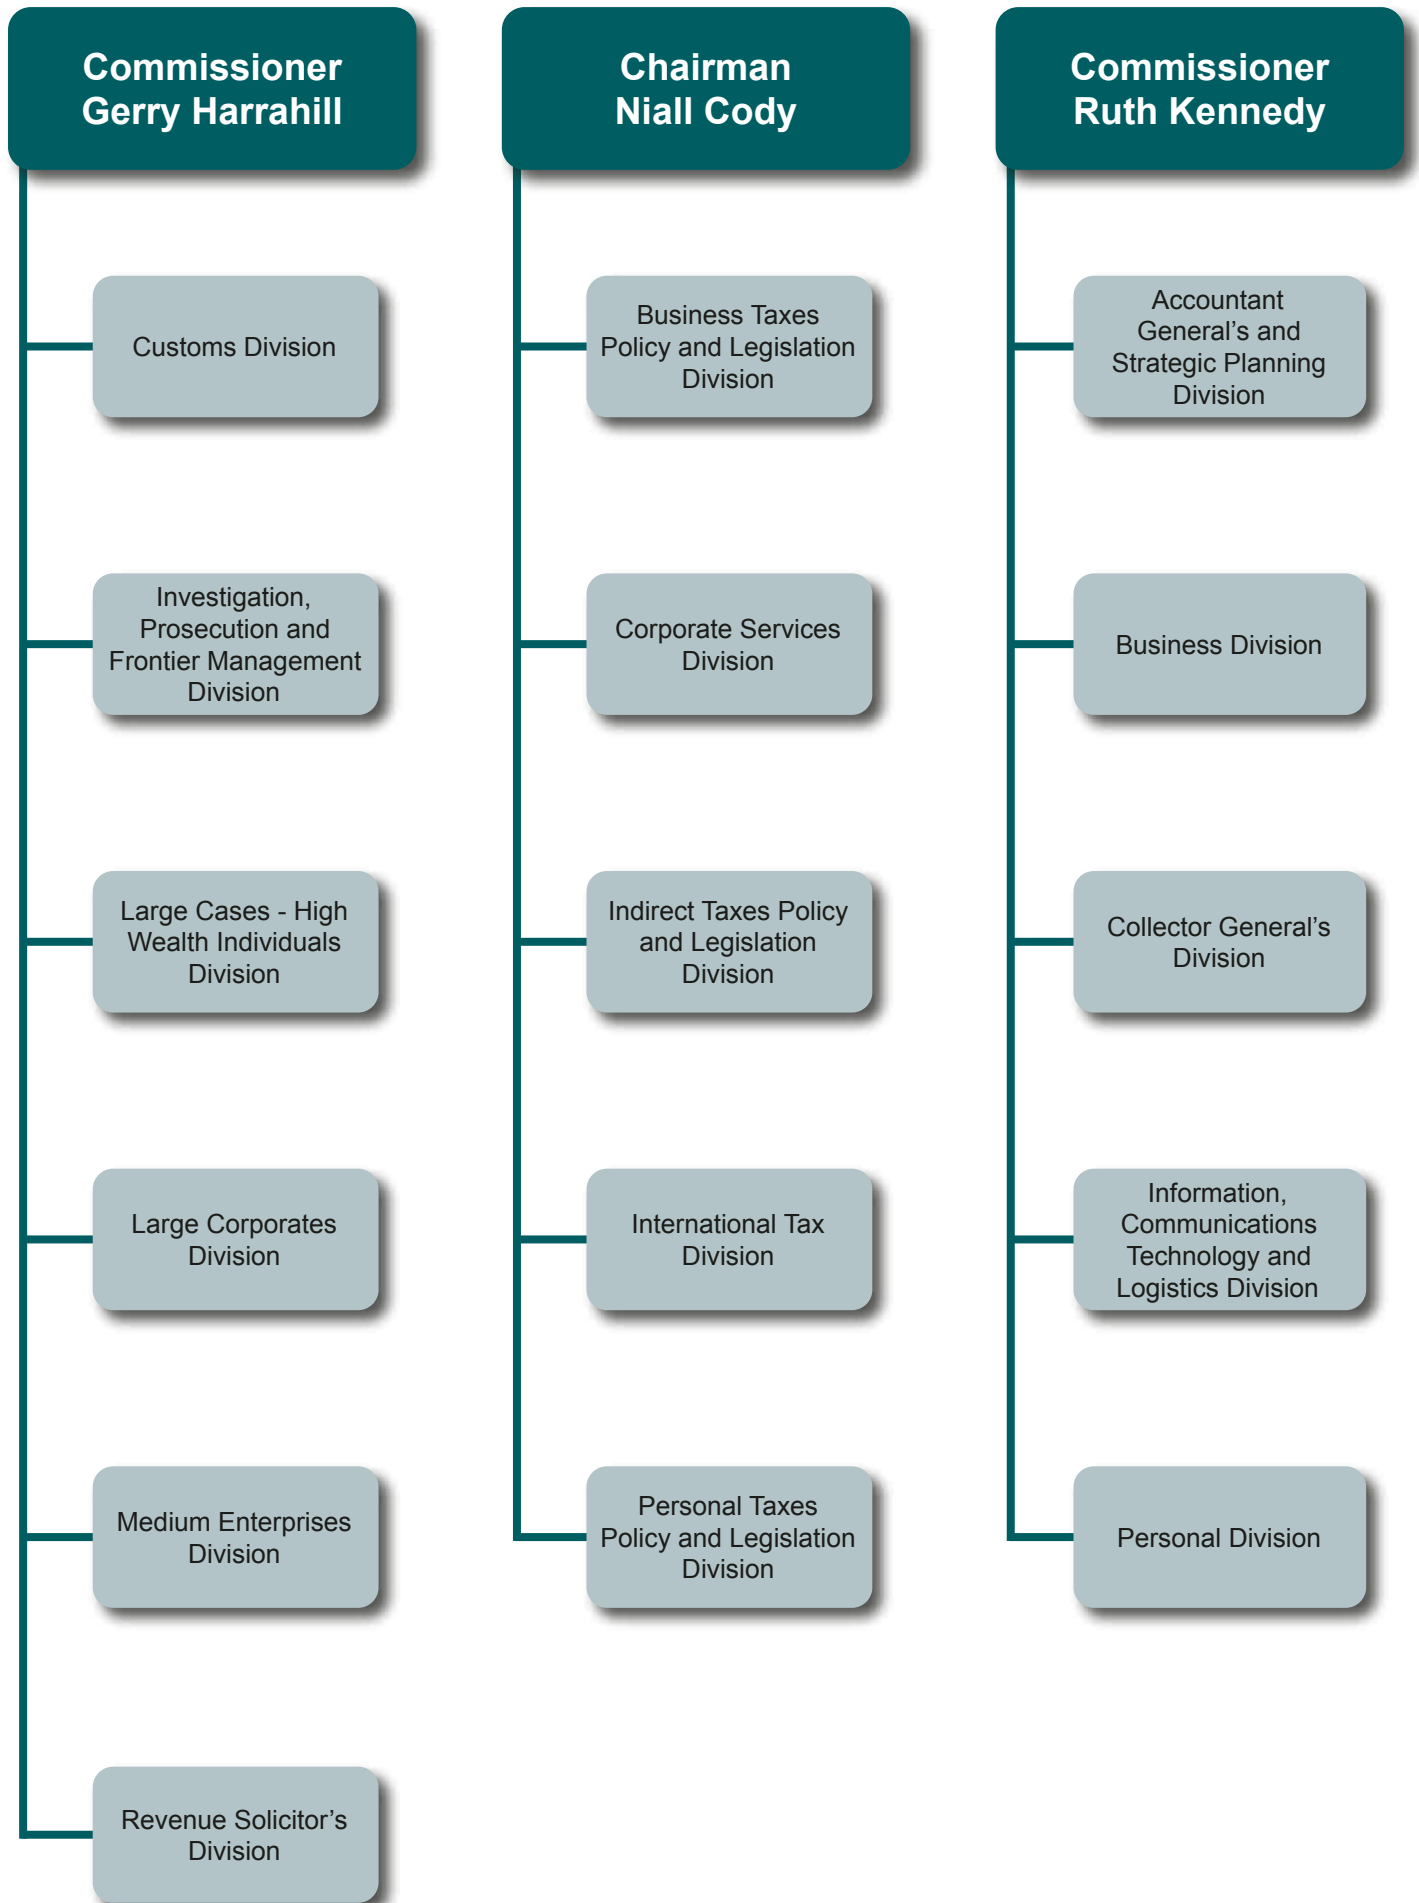 Commissioner
Gerry Harrahill
Customs Division
Investigation,
Prosecution and
Frontier Management
Division
Large Cases - High
Wealth Individuals
Division
Large Corporates
Division
Medium Enterprises
Division
Revenue Solicitor’s
Division
Chairman
Niall Cody
Business Taxes
Policy and Legislation
Division
Corporate Services
Division
Indirect Taxes Policy
and Legislation
Division
International Tax
Division
Personal Taxes
Policy and Legislation
Division
Commissioner
Ruth Kennedy
Accountant
General’s and
Strategic Planning
Division
Business Division
Collector General’s
Division
Information,
Communications
Technology and
Logistics Division
Personal Division